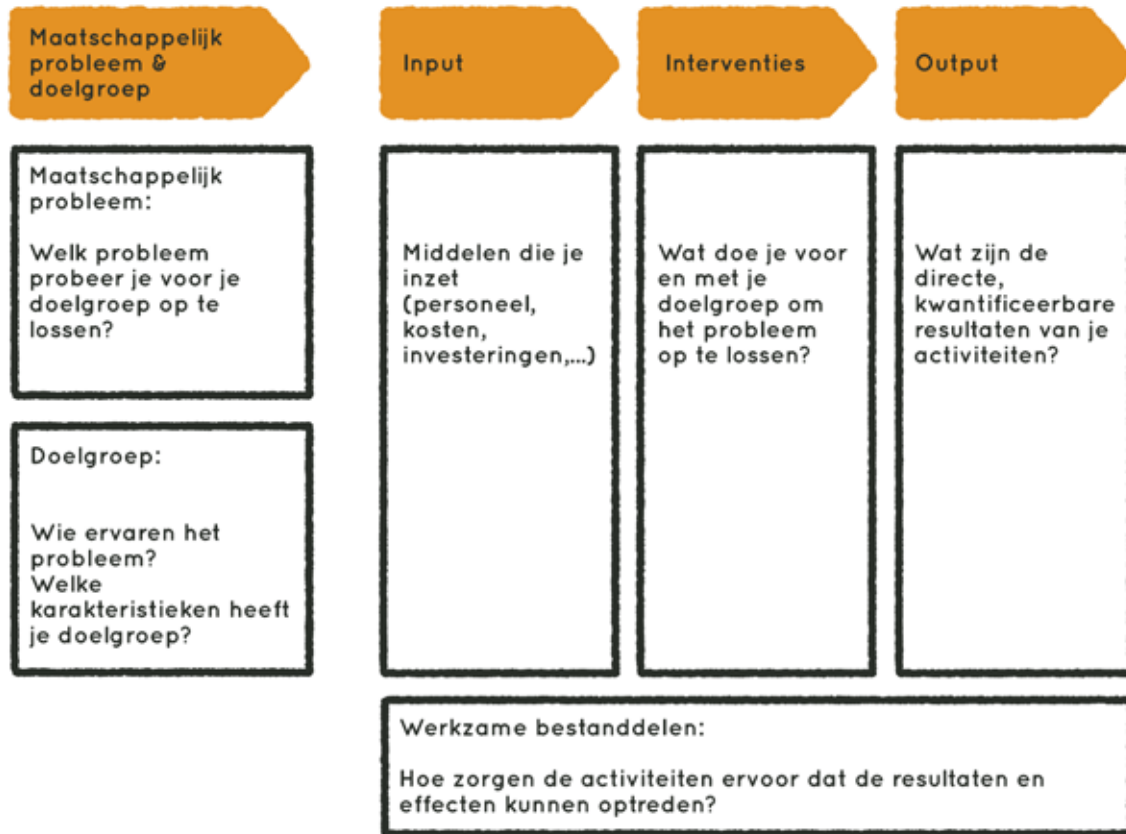 Maatschappelijk
probleem &
doelgroep
Input
Interventies
Output
Maatschappelijk
probleem:
Welk probleem
probeer je voor je
doelgroep op te
lossen?
Doelgroep:
Wie ervaren het
probleem?
Welke
karakteristieken heeft
je doelgroep?
Middelen die je
inzet
(personeel,
kosten,
investeringen,...)
Wat doe je voor
en met je
doelgroep om
het probleem
op te lossen?
Wat zijn de
directe,
kwantificeerbare
resultaten van je
activiteiten?
Werkzame bestanddelen:
Hoe zorgen de activiteiten ervoor dat de resultaten en
effecten kunnen optreden?